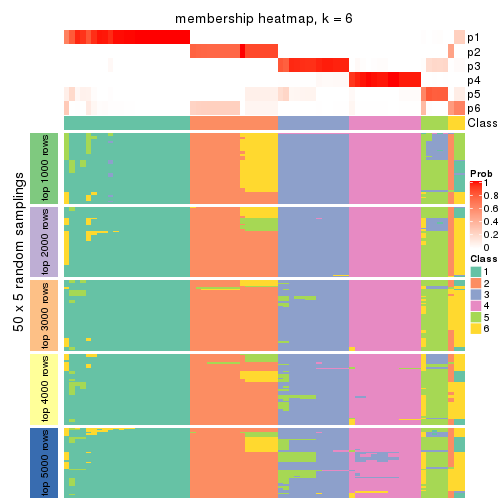 membership heatmap, k = 6
p1
p2
p3
p4
p5
p6
Class
50 x 5 random samplings
top 1000 rows
top 2000 rows
top 3000 rows
top 4000 rows
top 5000 rows
Prob
1
0.8
0.6
0.4
0.2
0
Class
1
2
3
4
5
6